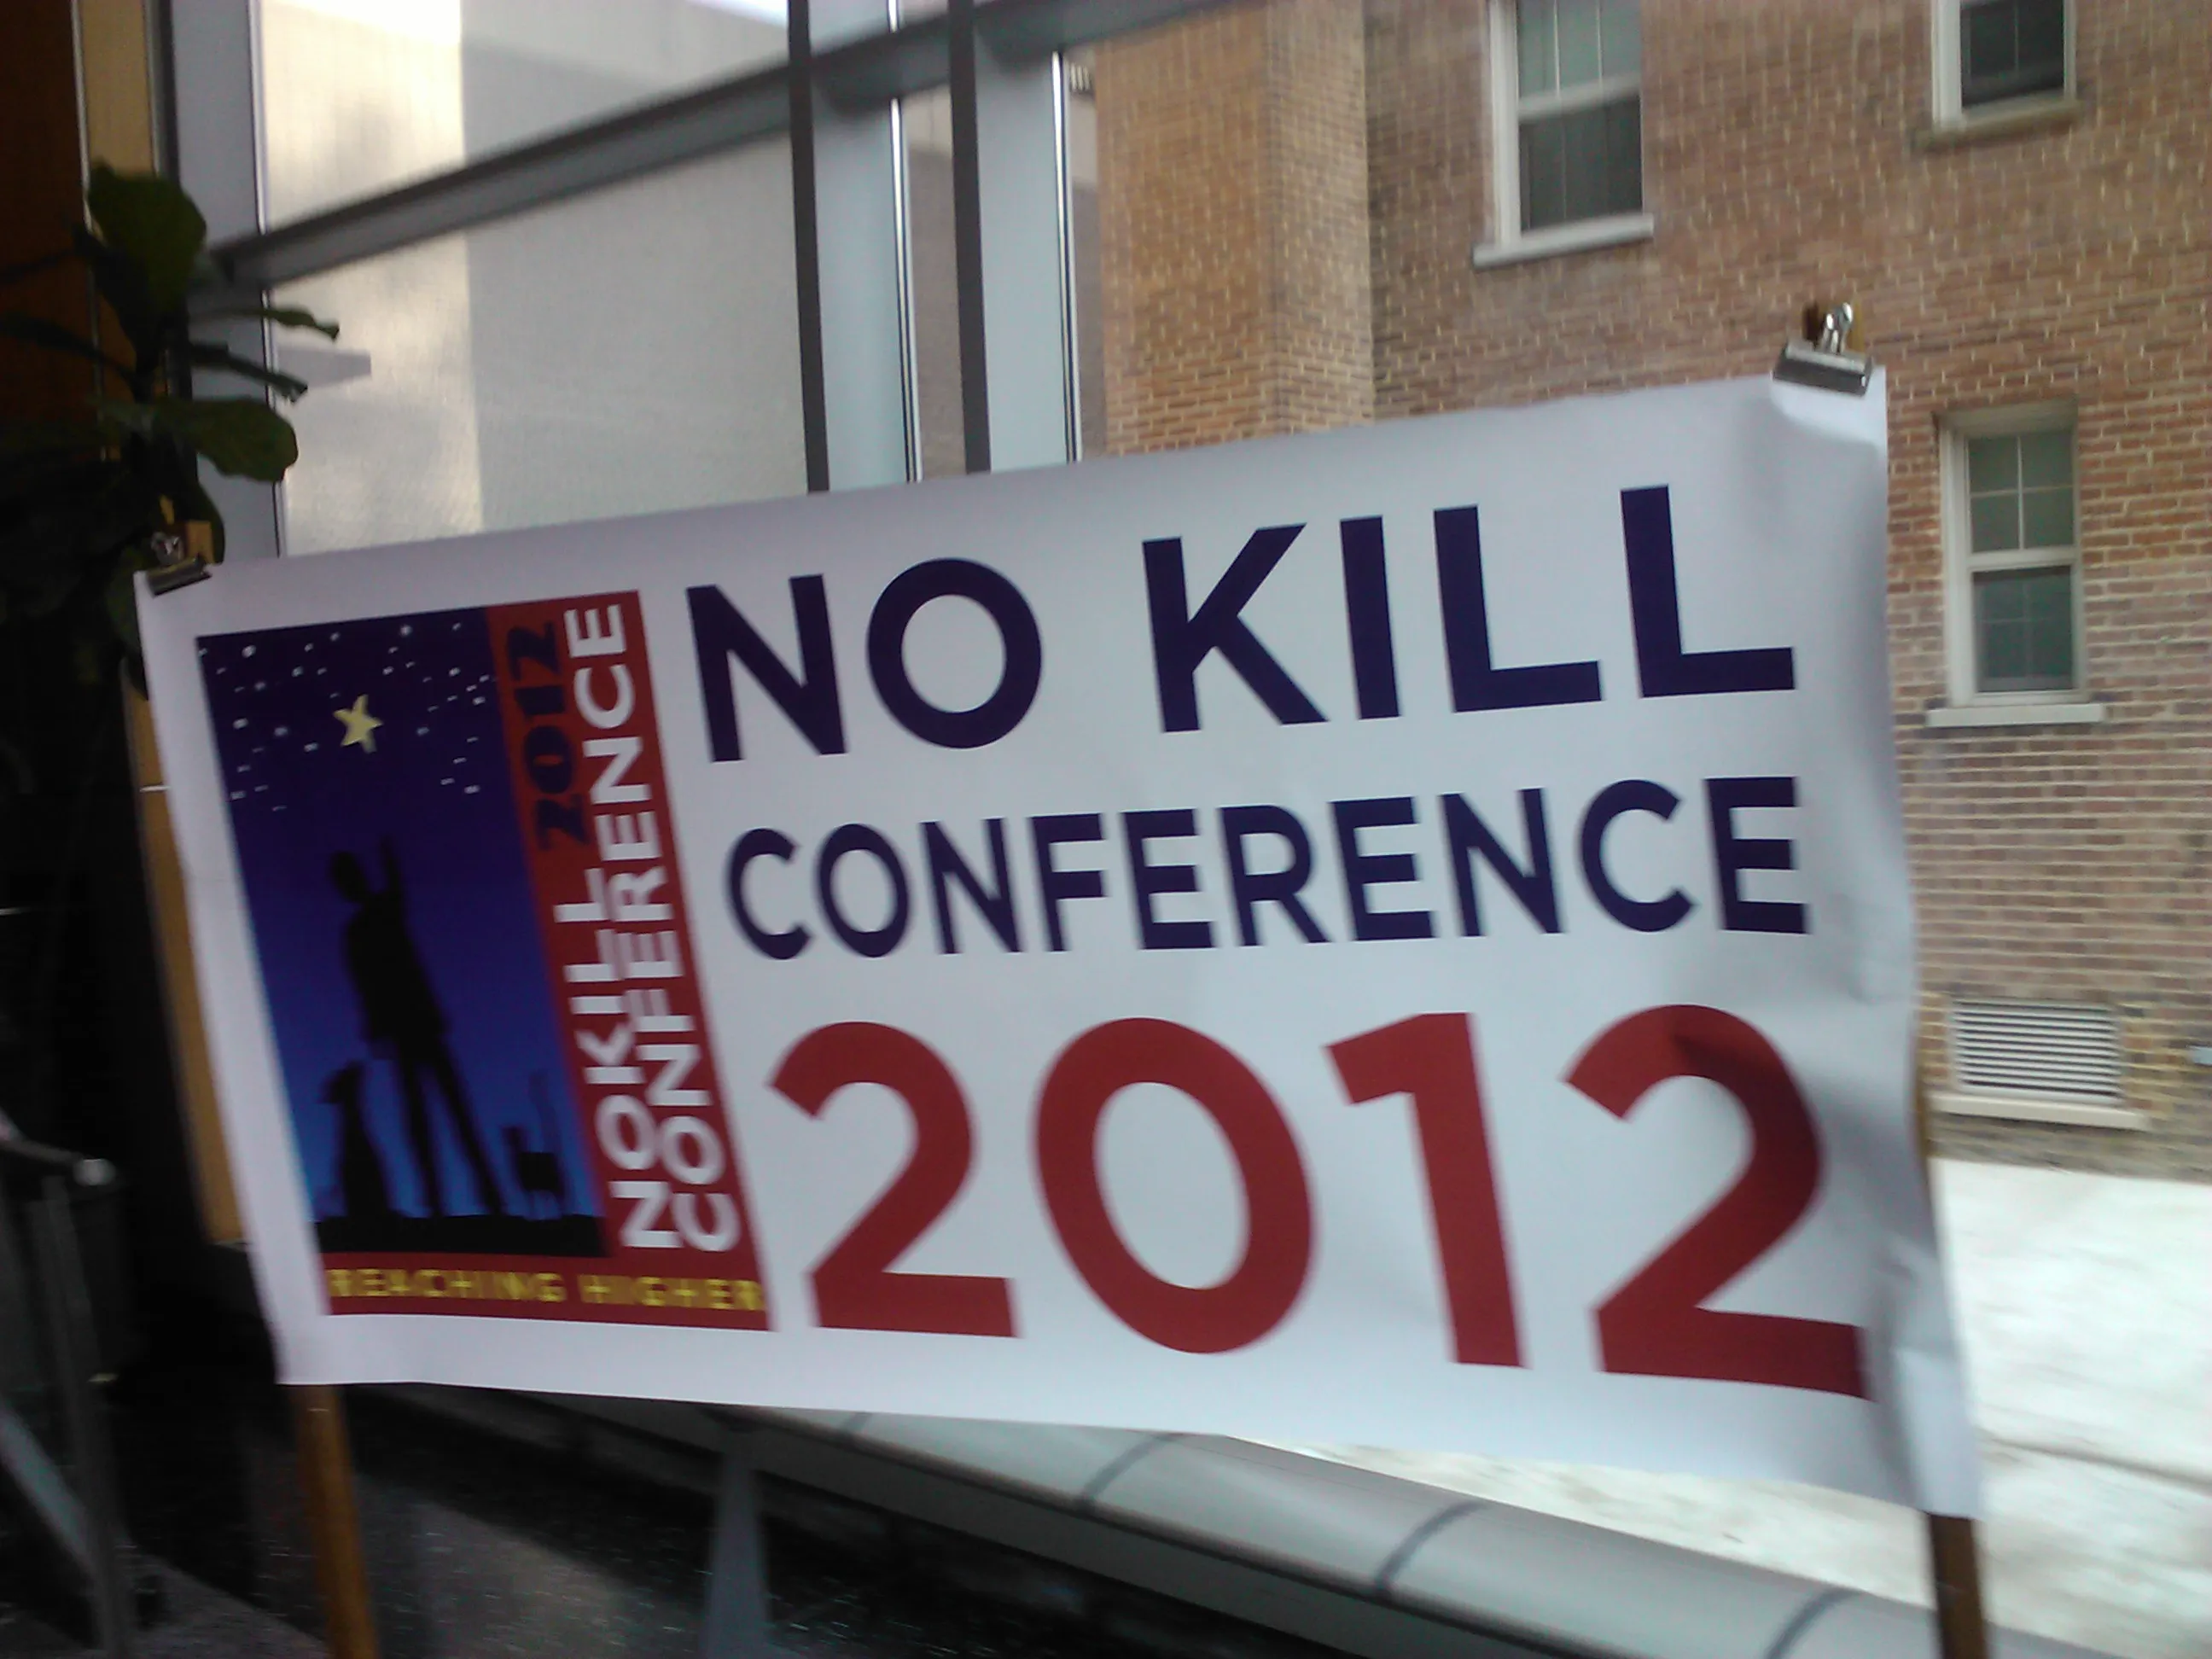 2012
NO KILL
CONFERENCE
REACHING HIGHER
NO KILL
CONFERENCE
2012